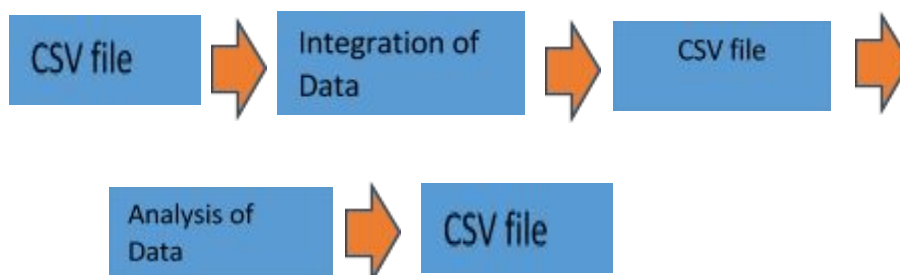 CSV file
Integration of
Data
CSV file
Analysis of
Data
CSV file